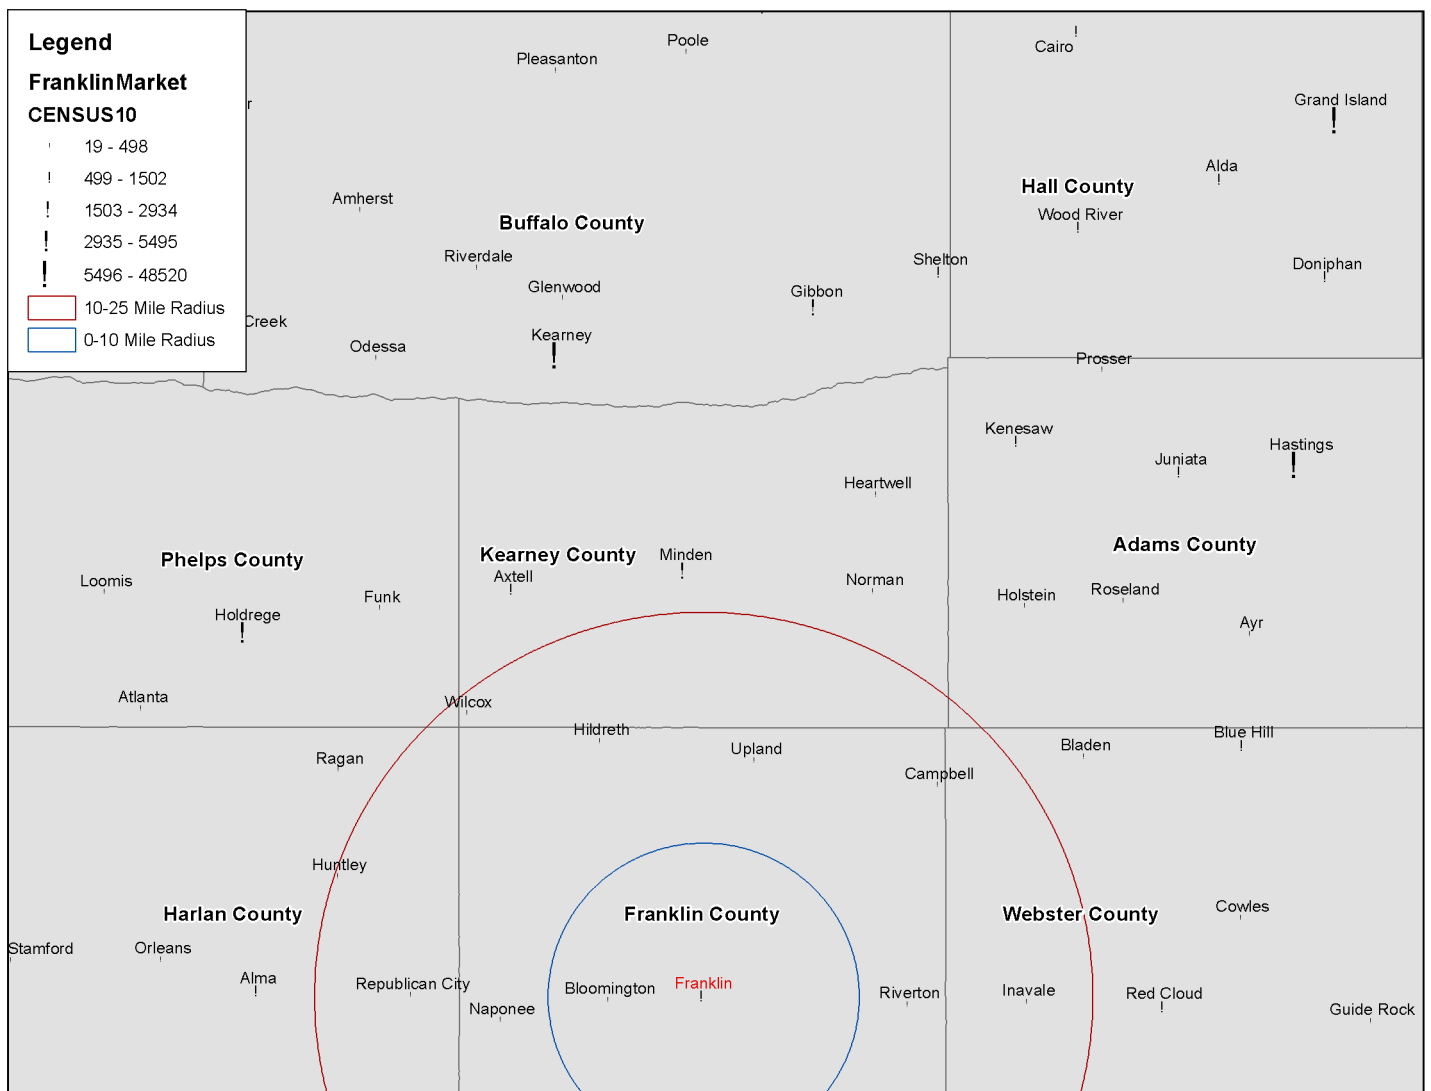 Legend
FranklinMarket
CENSUS10
19 - 498
499 - 1502
1503 - 2934
2935 - 5495
5496 - 48520
10-25 Mile Radius
0-10 Mile Radius
r
Creek
Poole
Pleasanton
Cairo
Grand Island
Alda
Hall County
Wood River
Amherst
Buffalo County
Riverdale
Shelton
Doniphan
Glenwood
Gibbon
Kearney
Odessa
Prosser
Kenesaw
Hastings
Juniata
Heartwell
Adams County
Phelps County
Kearney County
Minden
Loomis
Axtell
Norman
Funk
Holstein
Roseland
Holdrege
Ayr
Atlanta
Wilcox
Hildreth
Blue Hill
Upland
Bladen
Ragan
Campbell
Huntley
Harlan County
Franklin County
Webster County
Cowles
Stamford
Orleans
Alma
Republican City
Bloomington
Franklin
Riverton
Inavale
Red Cloud
Naponee
Guide Rock